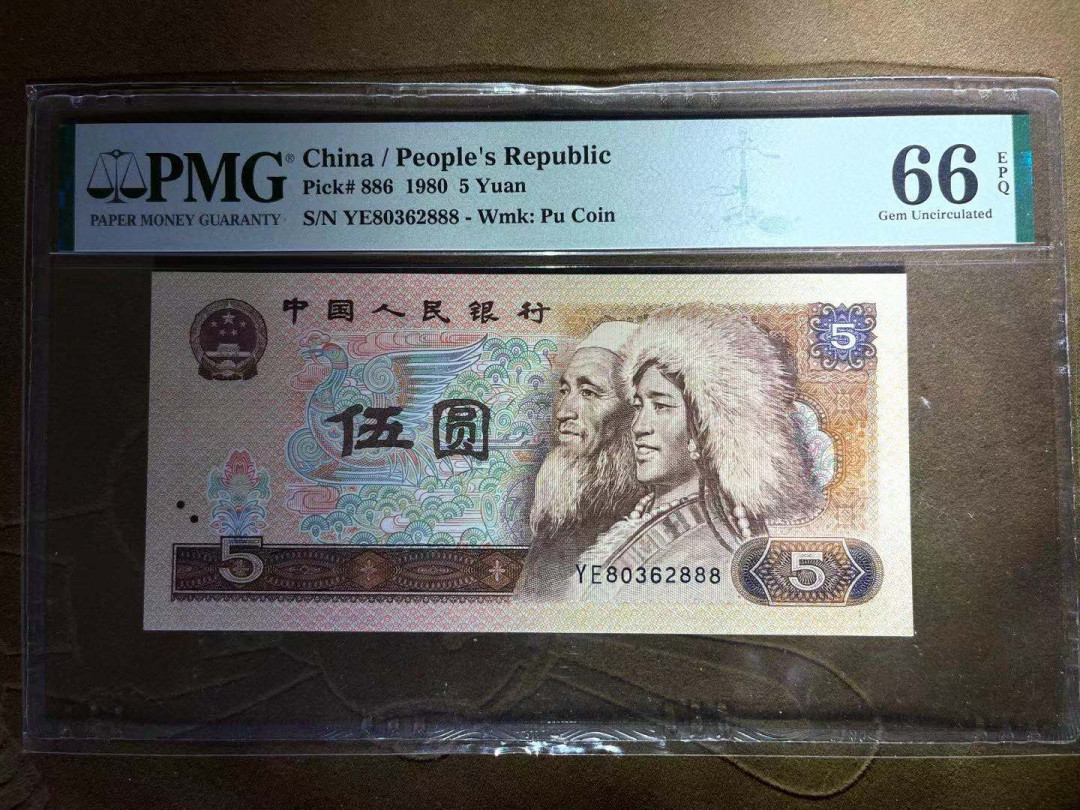 PMG®
PAPER MONEY GUARANTY
China / People's Republic
Pick# 886 1980 5 Yuan
S/N YE80362888 - Wmk: Pu Coin
66
EPQ
Gem Uncirculated
中国人民银行
5
伍圆
5
YE80362888
5